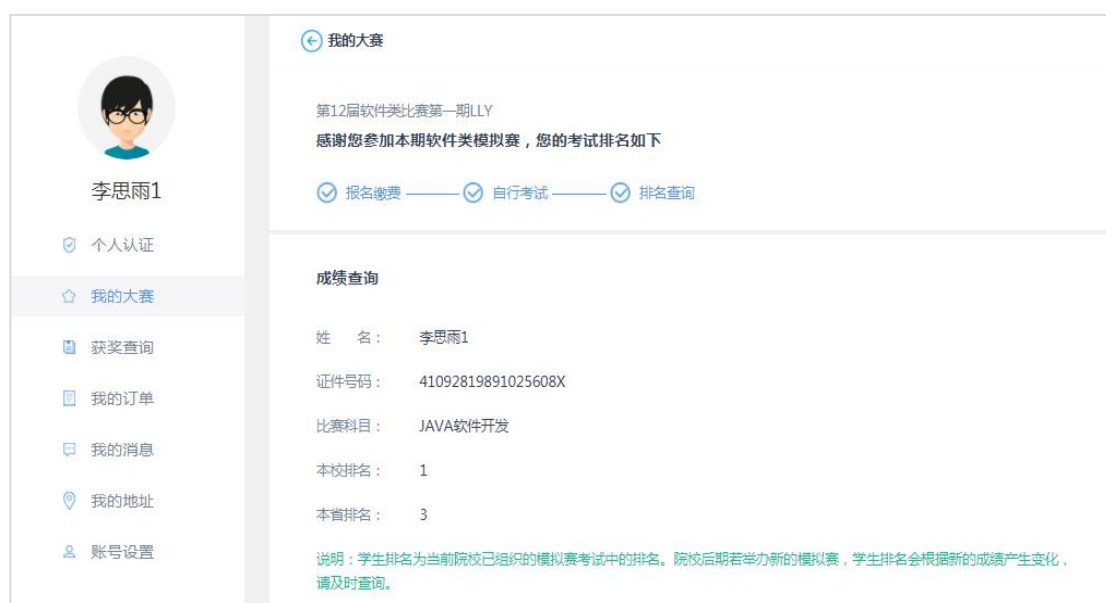 李思雨1
个人认证
我的大赛
获奖查询
我的订单
我的消息
我的地址
账号设置
我的大赛
第12届软件类比赛第一期LLY
感谢您参加本期软件类模拟赛，您的考试排名如下
报名缴费 自行考试 排名查询
成绩查询
姓 名： 李思雨1
证件号码： 41092819891025608X
比赛科目： JAVA软件开发
本校排名： 1
本省排名： 3
说明：学生排名为当前院校已组织的模拟赛考试中的排名。院校后期若举办新的模拟赛，学生排名会根据新的成绩产生变化，
请及时查询。